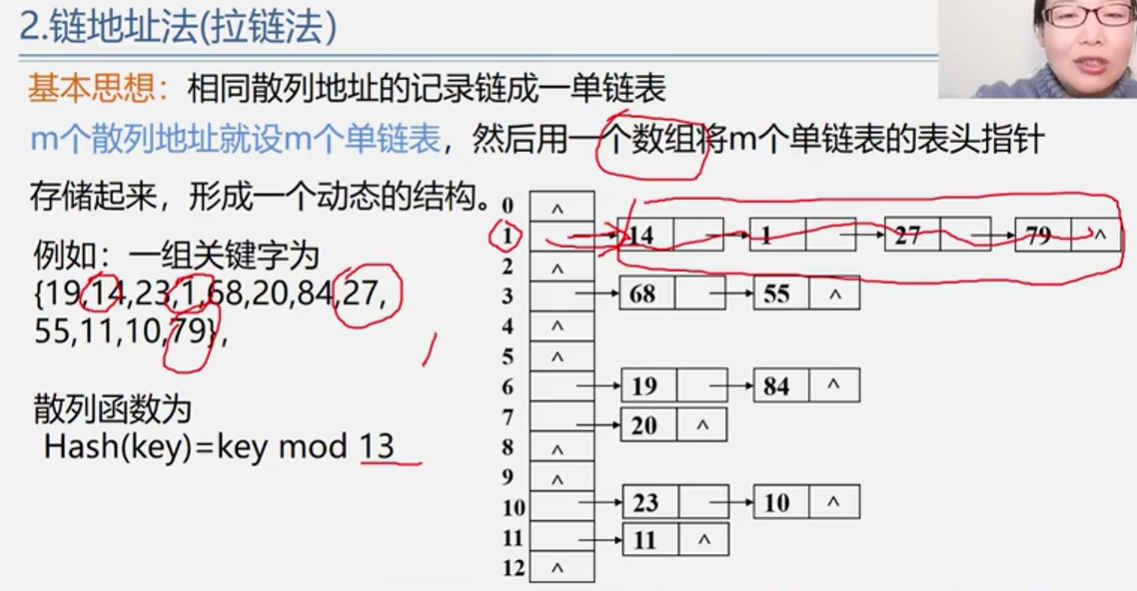 2.链地址法(拉链法)
基本思想：相同散列地址的记录链成一单链表
m个散列地址就设m个单链表，然后用一个数组将m个单链表的表头指针
存储起来，形成一个动态的结构。
例如：一组关键字为
{19,14,23,1,68,20,84,27,
55,11,10,79},
散列函数为
Hash(key)=key mod 13
0 ^
1 14 1 27 79 ^
2 ^
3 68 55 ^
4 ^
5 ^
6 19 84 ^
7 20 ^
8 ^
9 ^
10 23 10 ^
11 11 ^
12 ^